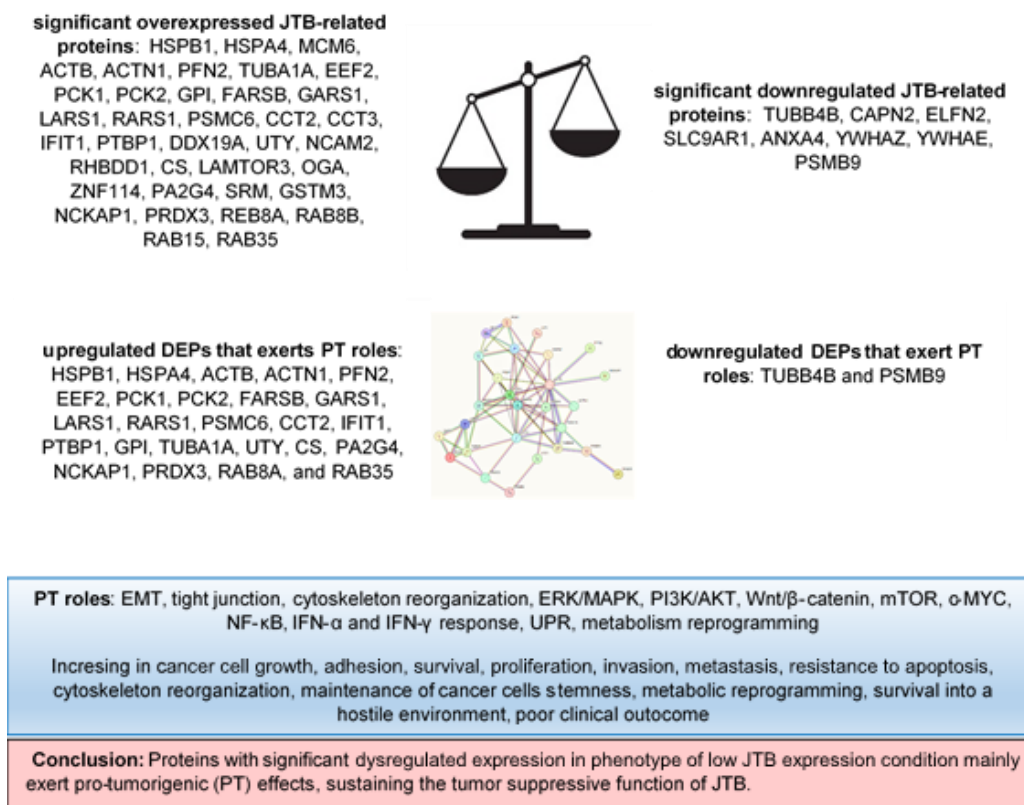 significant overexpressed JTB-related
proteins: HSPB1, HSPA4, MCM6,
ACTB, ACTN1, PFN2, TUBA1A, EEF2,
PCK1, PCK2, GPI, FARSB, GARS1,
LARS1, RARS1, PSMC6, CCT2, CCT3,
IFIT1, PTBP1, DDX19A, UTY, NCAM2,
RHBDD1, CS, LAMTOR3, OGA,
ZNF114, PA2G4, SRM, GSTM3,
NCKAP1, PRDX3, REB8A, RAB8B,
RAB15, RAB35
significant downregulated JTB-related
proteins: TUBB4B, CAPN2, ELFN2,
SLC9AR1, ANXA4, YWHAZ, YWHAE,
PSMB9
upregulated DEPs that exerts PT roles:
HSPB1, HSPA4, ACTB, ACTN1, PFN2,
EEF2, PCK1, PCK2, FARSB, GARS1,
LARS1, RARS1, PSMC6, CCT2, IFIT1,
PTBP1, GPI, TUBA1A, UTY, CS, PA2G4,
NCKAP1, PRDX3, RAB8A, and RAB35
downregulated DEPs that exert PT
roles: TUBB4B and PSMB9
PT roles: EMT, tight junction, cytoskeleton reorganization, ERK/MAPK, PI3K/AKT, Wnt/β-catenin, mTOR, c-MYC,
NF-κB, IFN-α and IFN-γ response, UPR, metabolism reprogramming
Incresing in cancer cell growth, adhesion, survival, proliferation, invasion, metastasis, resistance to apoptosis,
cytoskeleton reorganization, maintenance of cancer cells stemness, metabolic reprogramming, survival into a
hostile environment, poor clinical outocome
Conclusion: Proteins with significant dysregulated expression in phenotype of low JTB expression condition mainly
exert pro-tumorigenic (PT) effects, sustaining the tumor suppressive function of JTB.